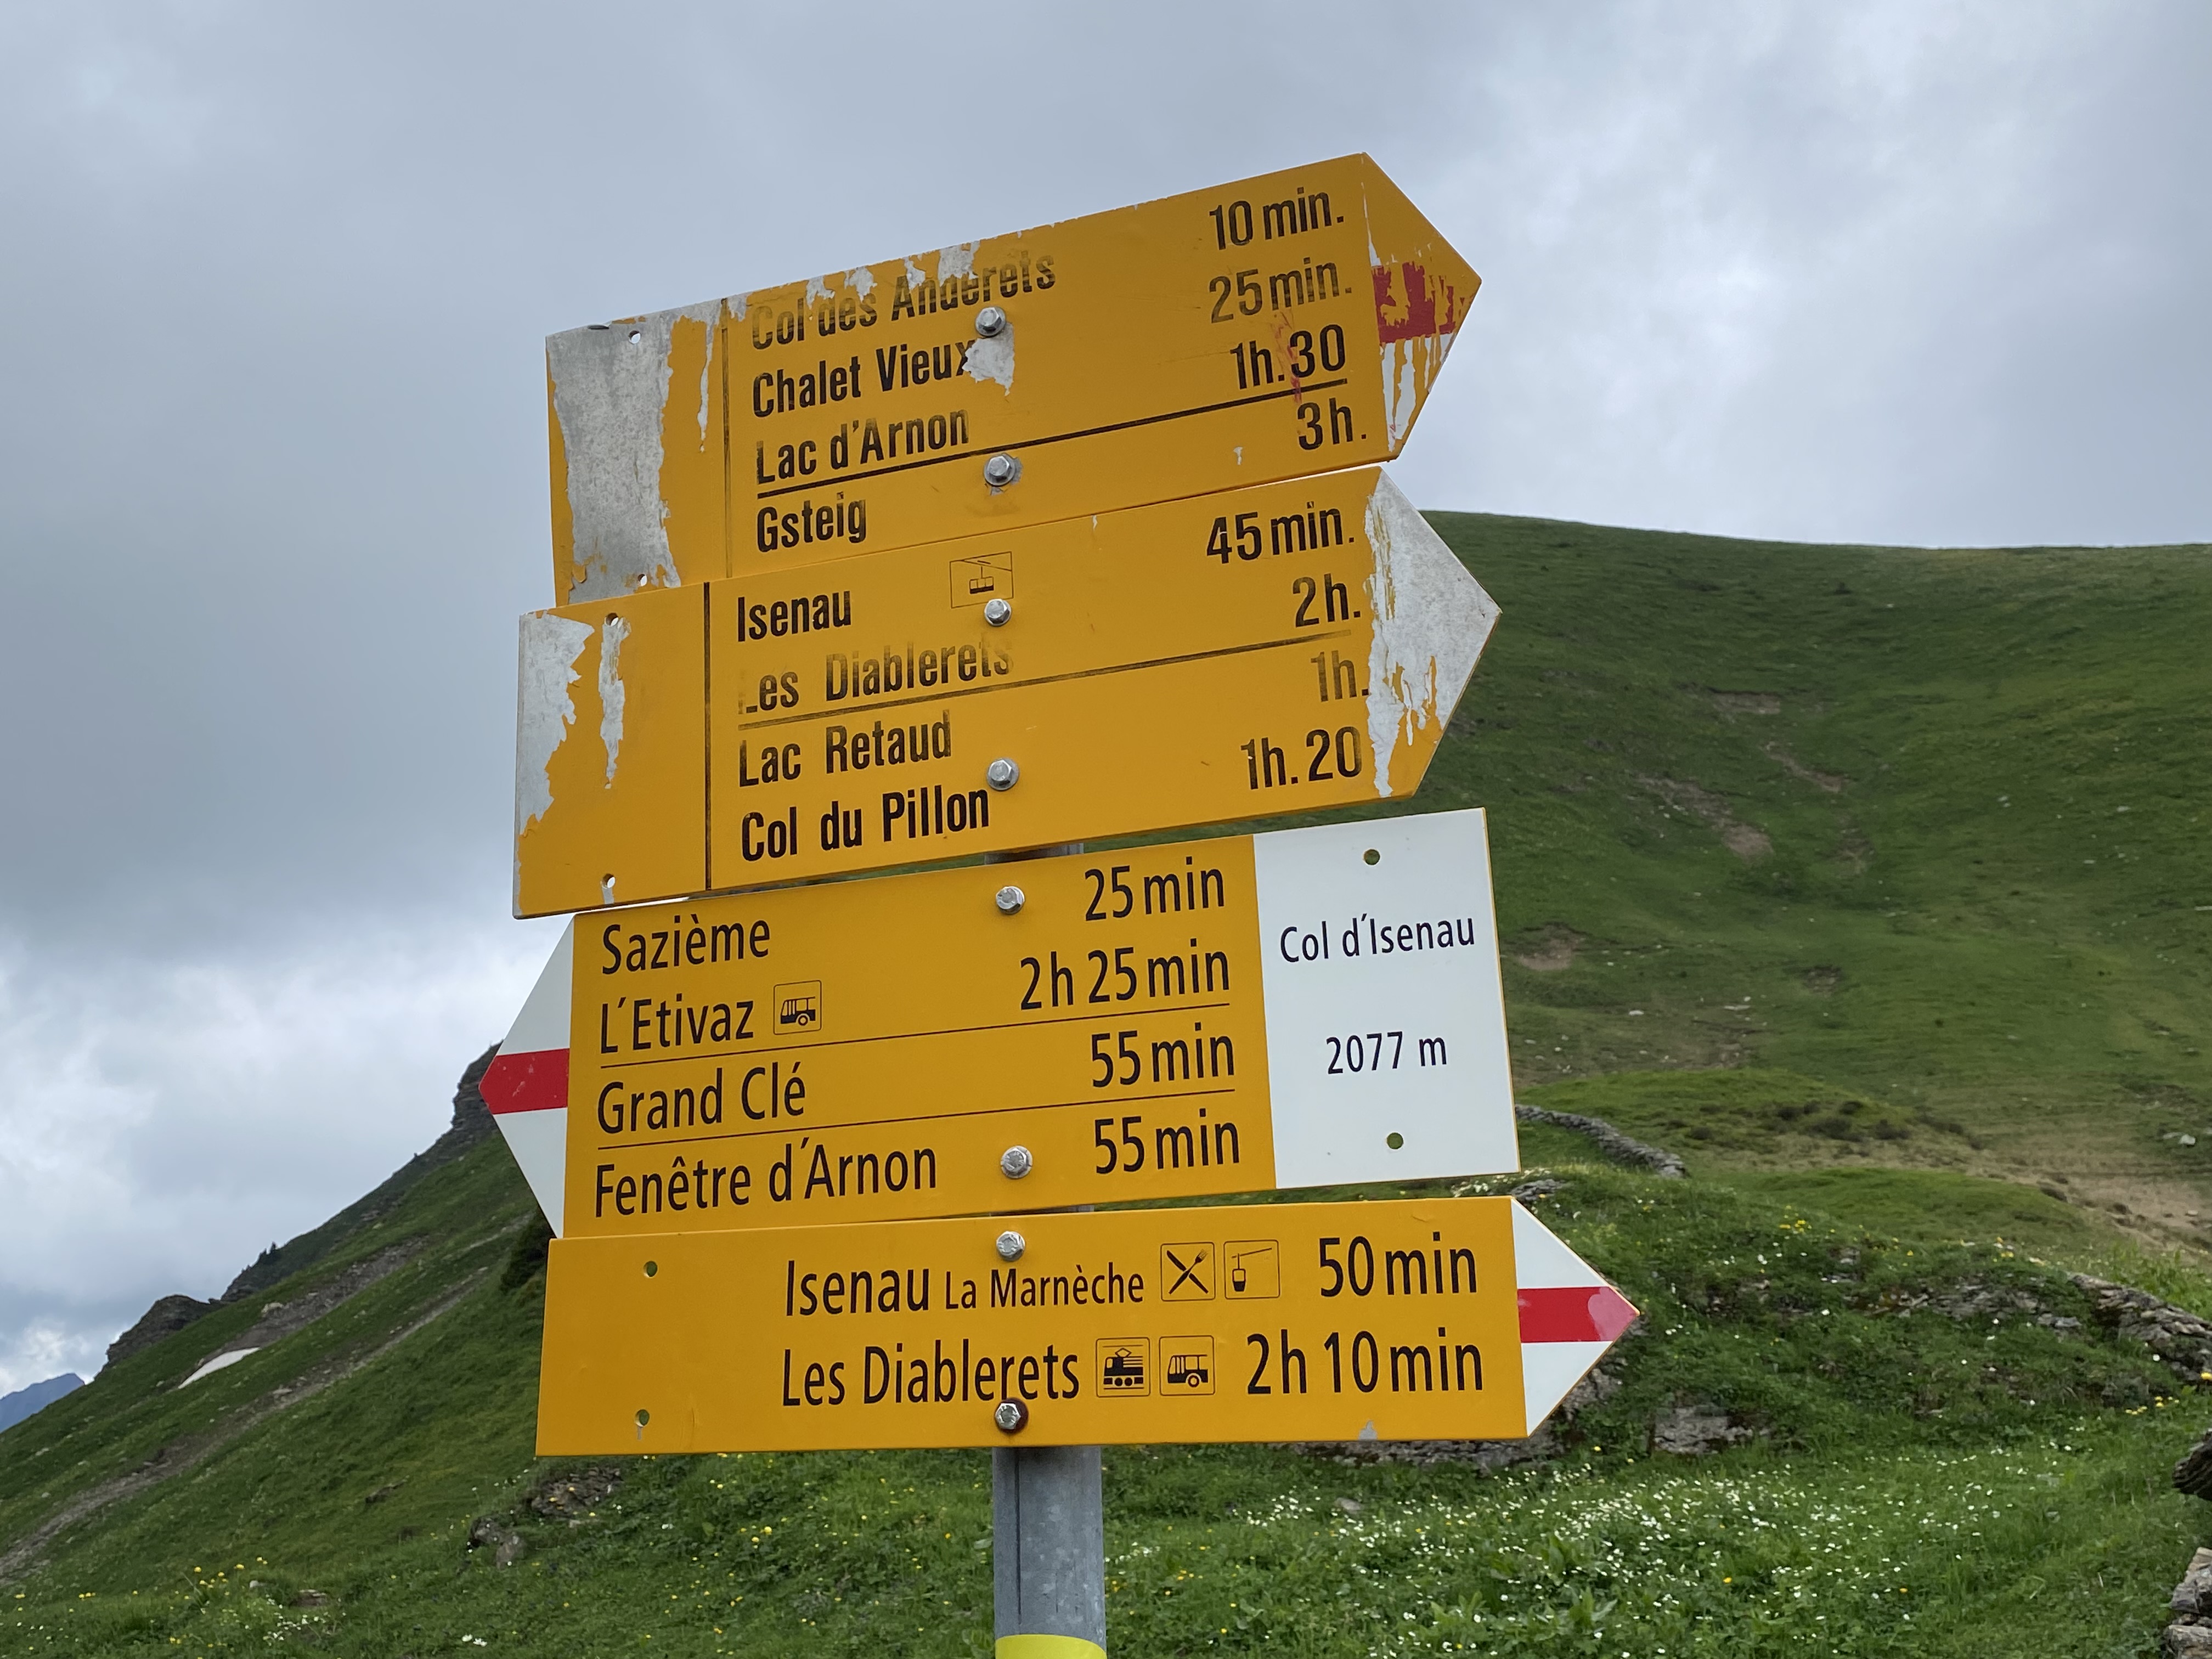 Col des Anderets 10 min.
Chalet Vieux 25 min.
Lac d'Arnon 1h.30
Gsteig 3h.
Isenau 45 min.
Les Diablerets 2h.
Lac Retaud 1h.
Col du Pillon 1h.20
Sazième 25 min
L'Etivaz 2h 25 min
Grand Clé 55 min
Fenêtre d'Arnon 55 min
Col d'Isenau
2077 m
Isenau La Marnèche 50 min
Les Diablerets 2h 10 min